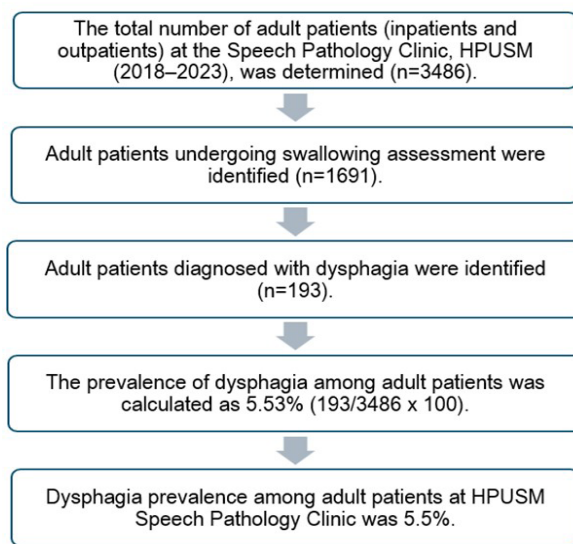 The total number of adult patients (inpatients and
outpatients) at the Speech Pathology Clinic, HPUSM
(2018–2023), was determined (n=3486).
Adult patients undergoing swallowing assessment were
identified (n=1691).
Adult patients diagnosed with dysphagia were identified
(n=193).
The prevalence of dysphagia among adult patients was
calculated as 5.53% (193/3486 x 100).
Dysphagia prevalence among adult patients at HPUSM
Speech Pathology Clinic was 5.5%.